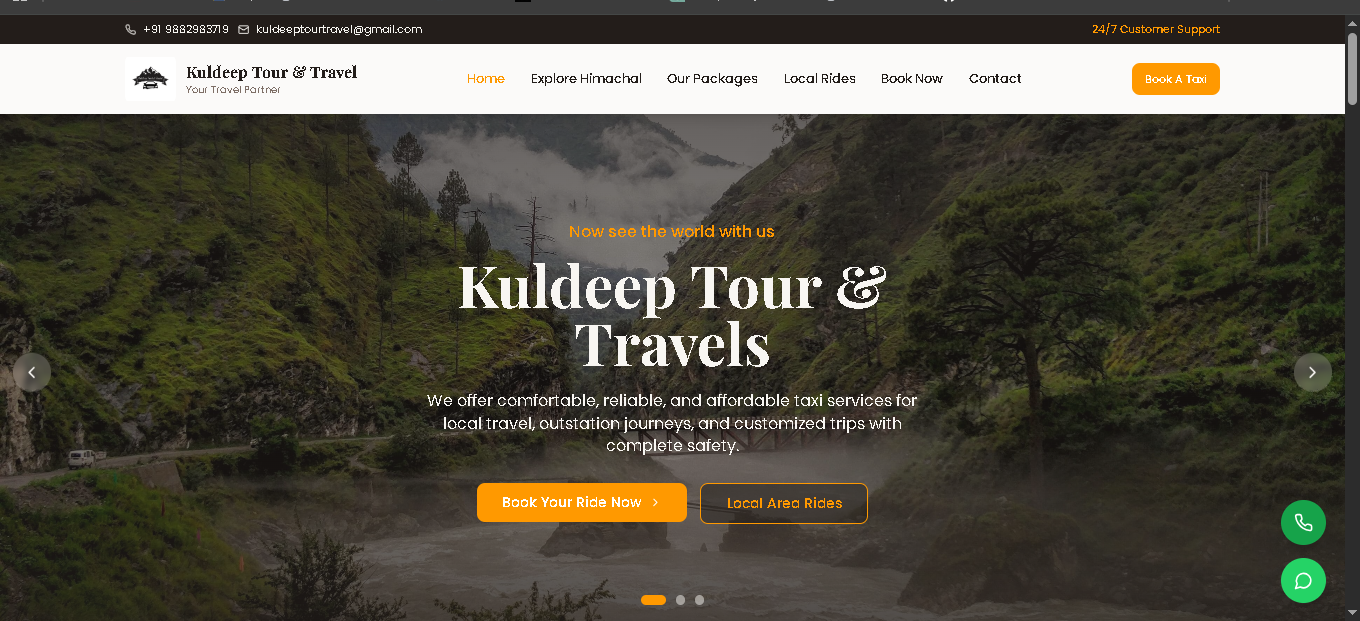 +91 9882983719 kuldeeptourtravel@gmail.com 24/7 Customer Support
Kuldeep Tour & Travel
Your Travel Partner
Home Explore Himachal Our Packages Local Rides Book Now Contact
Book A Taxi
Now see the world with us
Kuldeep Tour &
Travels
We offer comfortable, reliable, and affordable taxi services for
local travel, outstation journeys, and customized trips with
complete safety.
Book Your Ride Now
Local Area Rides